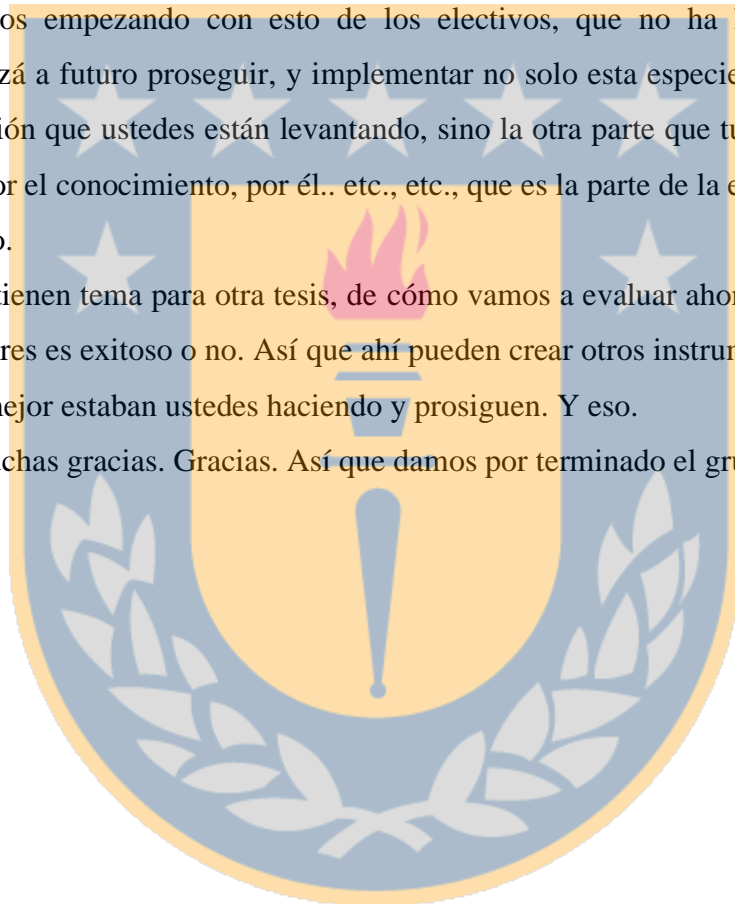 os empezando con esto de los electivos, que no ha
zá a futuro proseguir, y implementar no solo esta especie
ión que ustedes están levantando, sino la otra parte que tu
or el conocimiento, por él.. etc., etc., que es la parte de la e
o.
tienen tema para otra tesis, de cómo vamos a evaluar ahor
res es exitoso o no. Así que ahí pueden crear otros instrum
nejor estaban ustedes haciendo y prosiguen. Y eso.
chas gracias. Gracias. Así que damos por terminado el gru